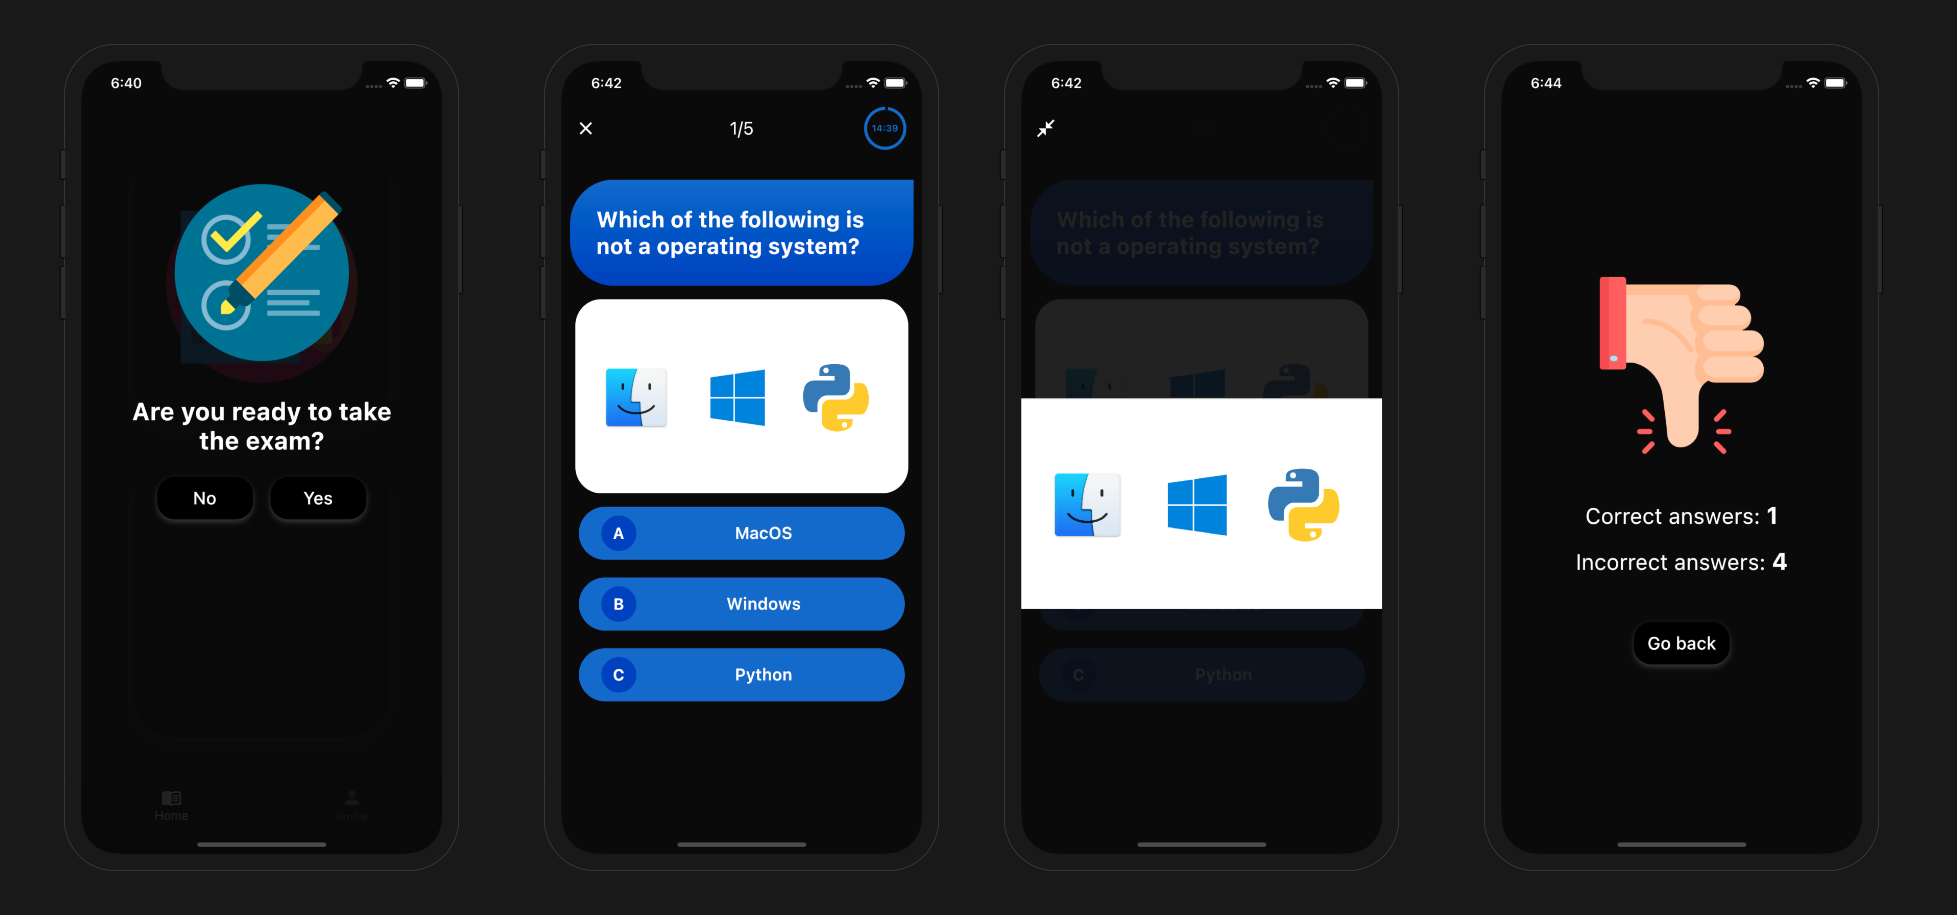 6:40
Are you ready to take
the exam?
No
Yes
Home
Profile
6:42
1/5
14:39
Which of the following is
not a operating system?
A
MacOS
B
Windows
C
Python
6:42
Which of the following is
not a operating system?
C
Python
6:44
Correct answers: 1
Incorrect answers: 4
Go back